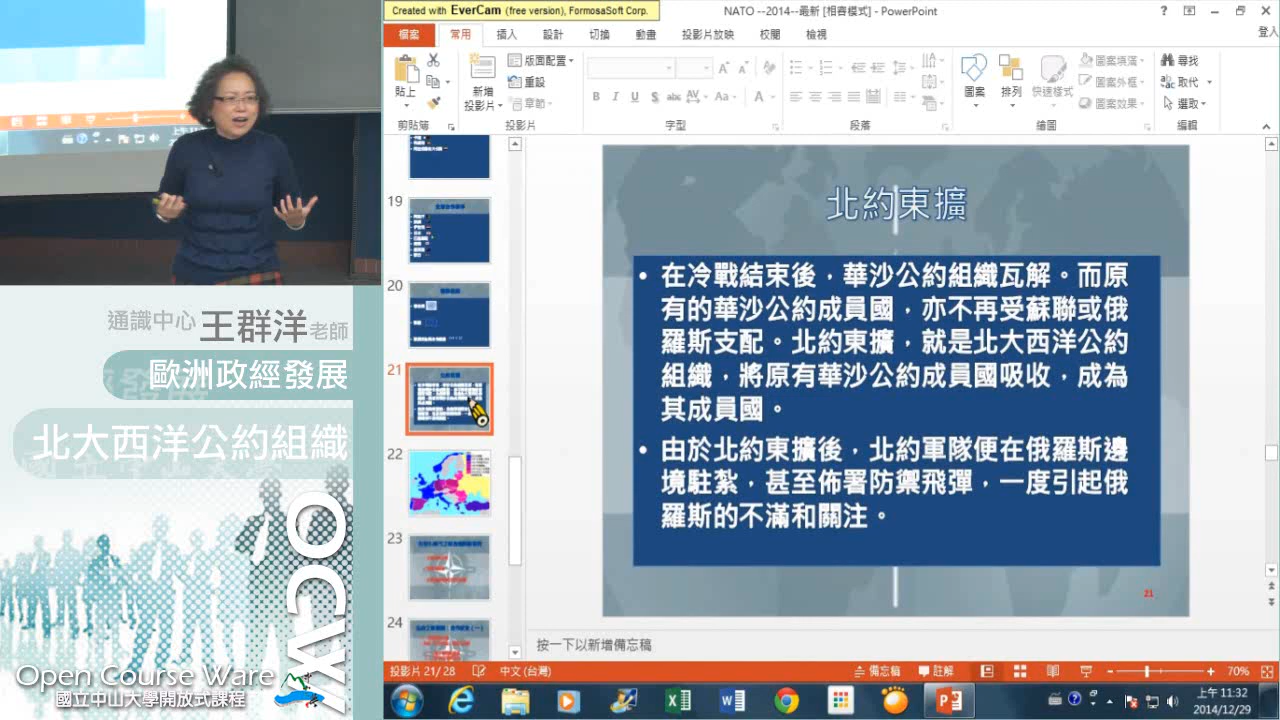 Created with EverCam (free version), FormosaSoft Corp.
NATO --2014--最新 [相容模式] - PowerPoint
檔案 常用 插入 設計 切換 動畫 投影片放映 校閱 檢視 登入
貼上
新增
投影片
版面配置
重設
章節
B I U S abc AV Aa A
圖案 排列 快速樣式
圖案填滿
圖案外框
圖案效果
尋找
取代
選取
剪貼簿 投影片 字型 段落 繪圖 編輯
19
20
21
22
23
24
北約東擴
• 在冷戰結束後，華沙公約組織瓦解。而原
有的華沙公約成員國，亦不再受蘇聯或俄
羅斯支配。北約東擴，就是北大西洋公約
組織，將原有華沙公約成員國吸收，成為
其成員國。
• 由於北約東擴後，北約軍隊便在俄羅斯邊
境駐紮，甚至佈署防禦飛彈，一度引起俄
羅斯的不滿和關注。
21
按一下以新增備忘稿
投影片 21/ 28 中文 (台灣) 備忘稿 註解 70%
上午 11:32
2014/12/29
通識中心 王群洋老師
歐洲政經發展
北大西洋公約組織
OCW
Open Course Ware
國立中山大學開放式課程